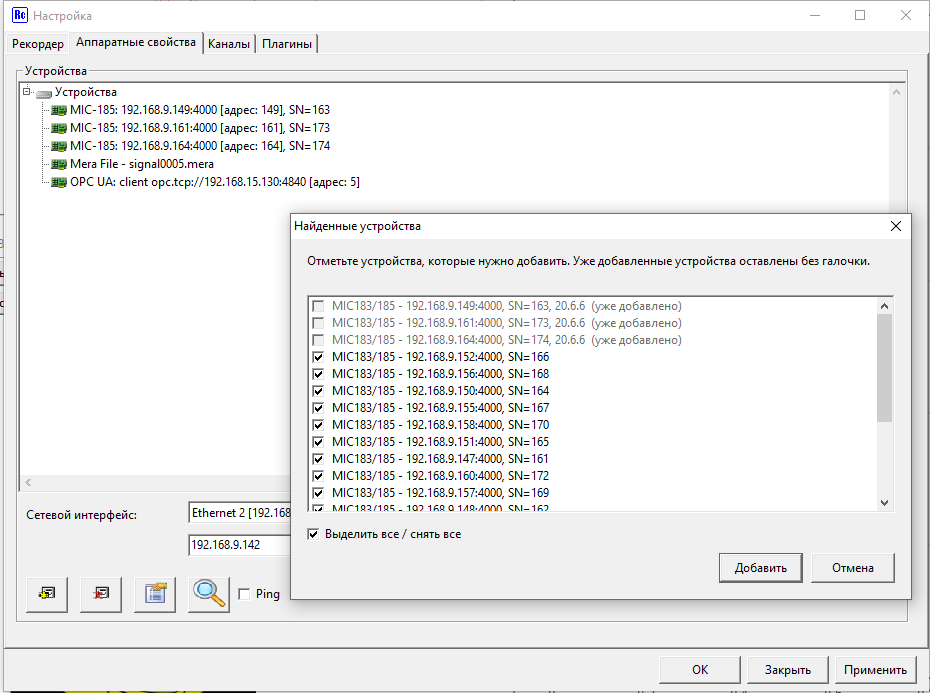 Rc Настройка
Рекордер Аппаратные свойства Каналы Плагины
Устройства
Устройства
MIC-185: 192.168.9.149:4000 [адрес: 149], SN=163
MIC-185: 192.168.9.161:4000 [адрес: 161], SN=173
MIC-185: 192.168.9.164:4000 [адрес: 164], SN=174
Mera File - signal0005.mera
OPC UA: client opc.tcp://192.168.15.130:4840 [адрес: 5]
Найденные устройства
Отметьте устройства, которые нужно добавить. Уже добавленные устройства оставлены без галочки.
MIC183/185 - 192.168.9.149:4000, SN=163, 20.6.6 (уже добавлено)
MIC183/185 - 192.168.9.161:4000, SN=173, 20.6.6 (уже добавлено)
MIC183/185 - 192.168.9.164:4000, SN=174, 20.6.6 (уже добавлено)
MIC183/185 - 192.168.9.152:4000, SN=166
MIC183/185 - 192.168.9.156:4000, SN=168
MIC183/185 - 192.168.9.150:4000, SN=164
MIC183/185 - 192.168.9.155:4000, SN=167
MIC183/185 - 192.168.9.158:4000, SN=170
MIC183/185 - 192.168.9.151:4000, SN=165
MIC183/185 - 192.168.9.147:4000, SN=161
MIC183/185 - 192.168.9.160:4000, SN=172
MIC183/185 - 192.168.9.157:4000, SN=169
MIC183/185 - 192.168.9.148:4000, SN=162
Выделить все / снять все
Добавить Отмена
Сетевой интерфейс: Ethernet 2 [192.168
192.168.9.142
Ping
OK Закрыть Применить